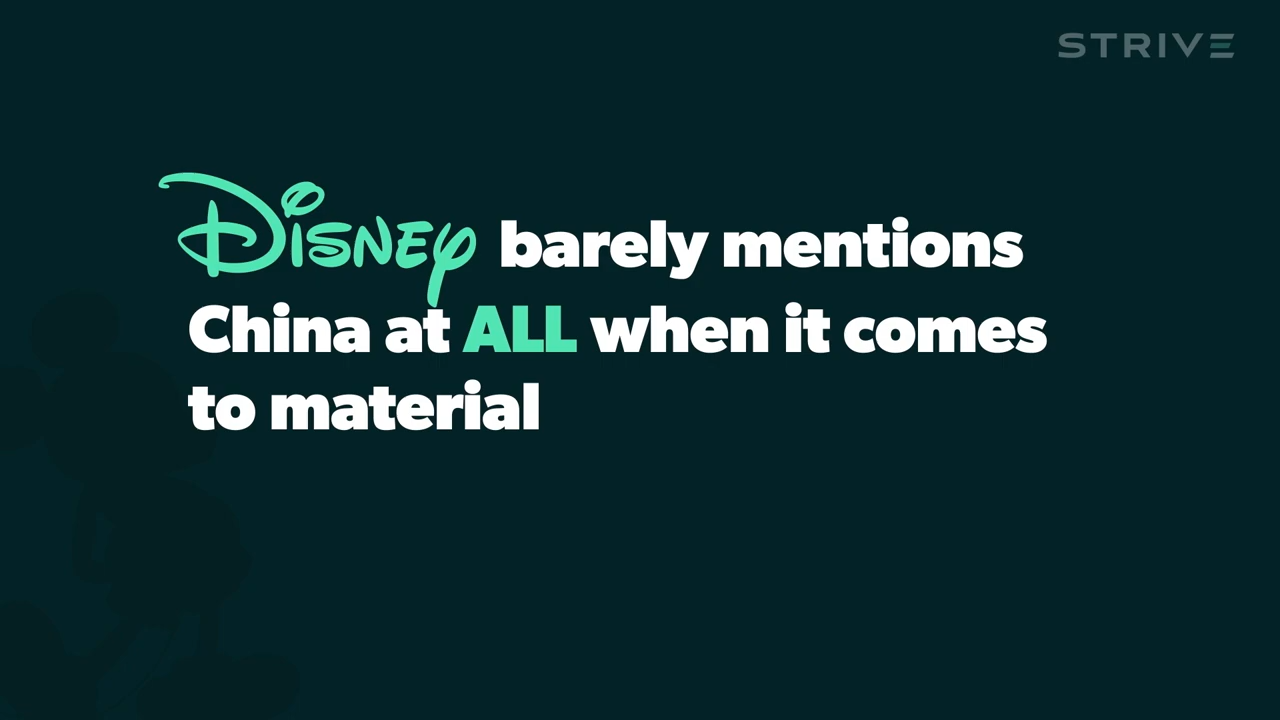 STRIVE
Disney barely mentions
China at ALL when it comes
to material